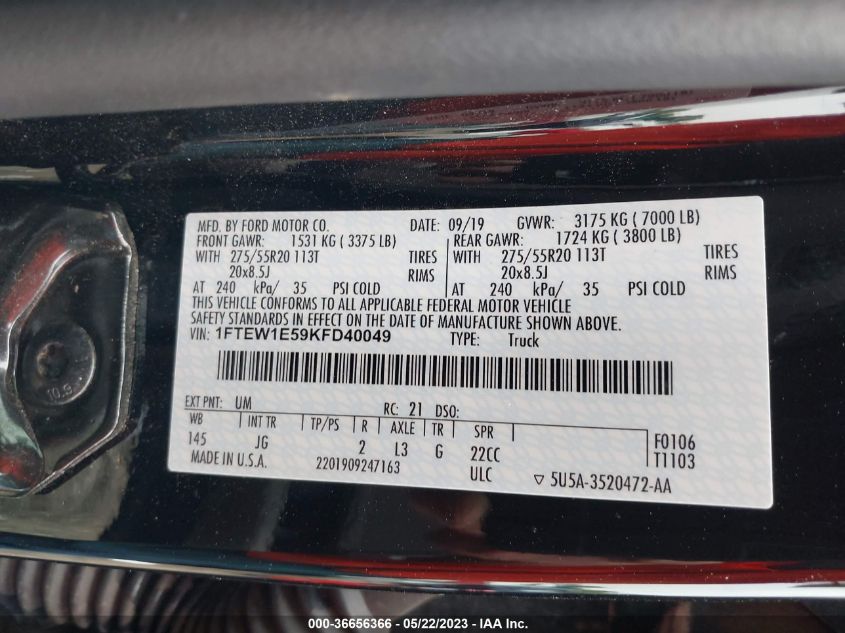 MFD. BY FORD MOTOR CO. DATE: 09/19 GVWR: 3175 KG ( 7000 LB)
FRONT GAWR: 1531 KG ( 3375 LB) REAR GAWR: 1724 KG ( 3800 LB)
WITH 275/55R20 113T TIRES WITH 275/55R20 113T TIRES
20x8.5J RIMS 20x8.5J RIMS
AT 240 kPa/ 35 PSI COLD AT 240 kPa/ 35 PSI COLD
THIS VEHICLE CONFORMS TO ALL APPLICABLE FEDERAL MOTOR VEHICLE
SAFETY STANDARDS IN EFFECT ON THE DATE OF MANUFACTURE SHOWN ABOVE.
VIN: 1FTEW1E59KFD40049 TYPE: Truck
EXT PNT: UM RC: 21 DSO:
WB INT TR TP/PS R AXLE TR SPR F0106
145 JG 2 L3 G 22CC T1103
MADE IN U.S.A. 2201909247163 ULC ▽ 5U5A-3520472-AA
10.9
000-36656366 - 05/22/2023 - IAA Inc.